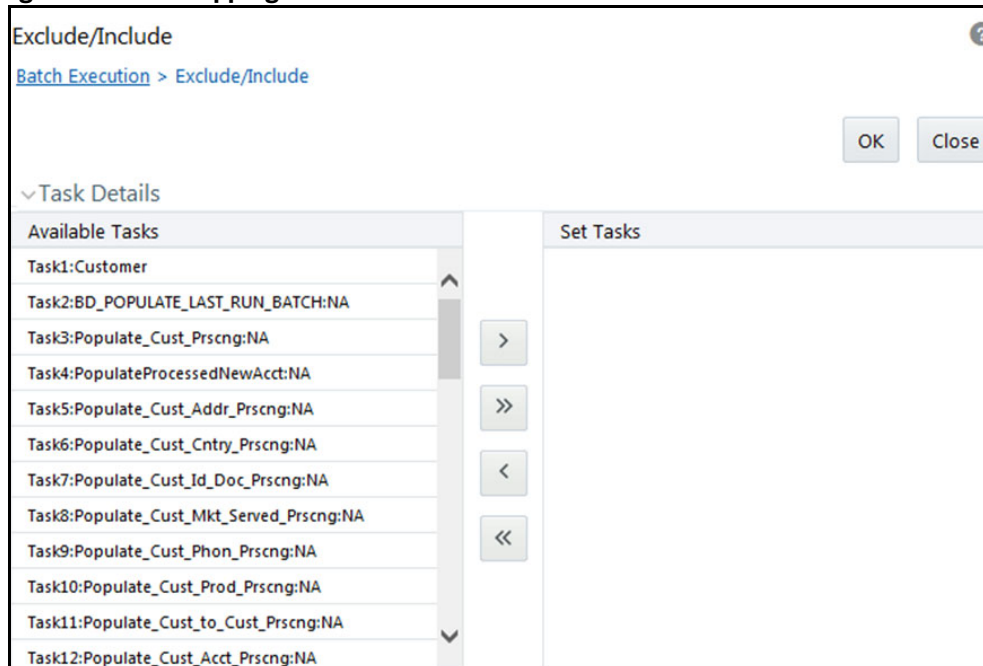 Exclude/Include
Batch Execution > Exclude/Include
OK Close
Task Details
Available Tasks
Set Tasks
Task1:Customer
Task2:BD_POPULATE_LAST_RUN_BATCH:NA
Task3:Populate_Cust_Prscng:NA
Task4:PopulateProcessedNewAcct:NA
Task5:Populate_Cust_Addr_Prscng:NA
Task6:Populate_Cust_Cntry_Prscng:NA
Task7:Populate_Cust_Id_Doc_Prscng:NA
Task8:Populate_Cust_Mkt_Served_Prscng:NA
Task9:Populate_Cust_Phon_Prscng:NA
Task10:Populate_Cust_Prod_Prscng:NA
Task11:Populate_Cust_to_Cust_Prscng:NA
Task12:Populate_Cust_Acct_Prscng:NA